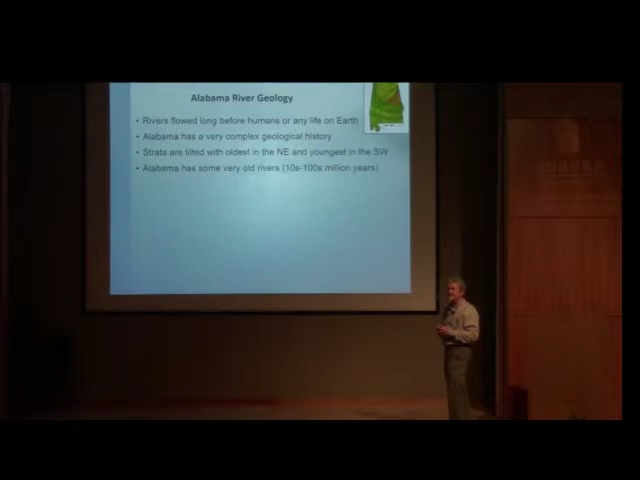 Alabama River Geology
• Rivers flowed long before humans or any life on Earth
• Alabama has a very complex geological history
• Strata are tilted with oldest in the NE and youngest in the SW
• Alabama has some very old rivers (10s-100s million years)